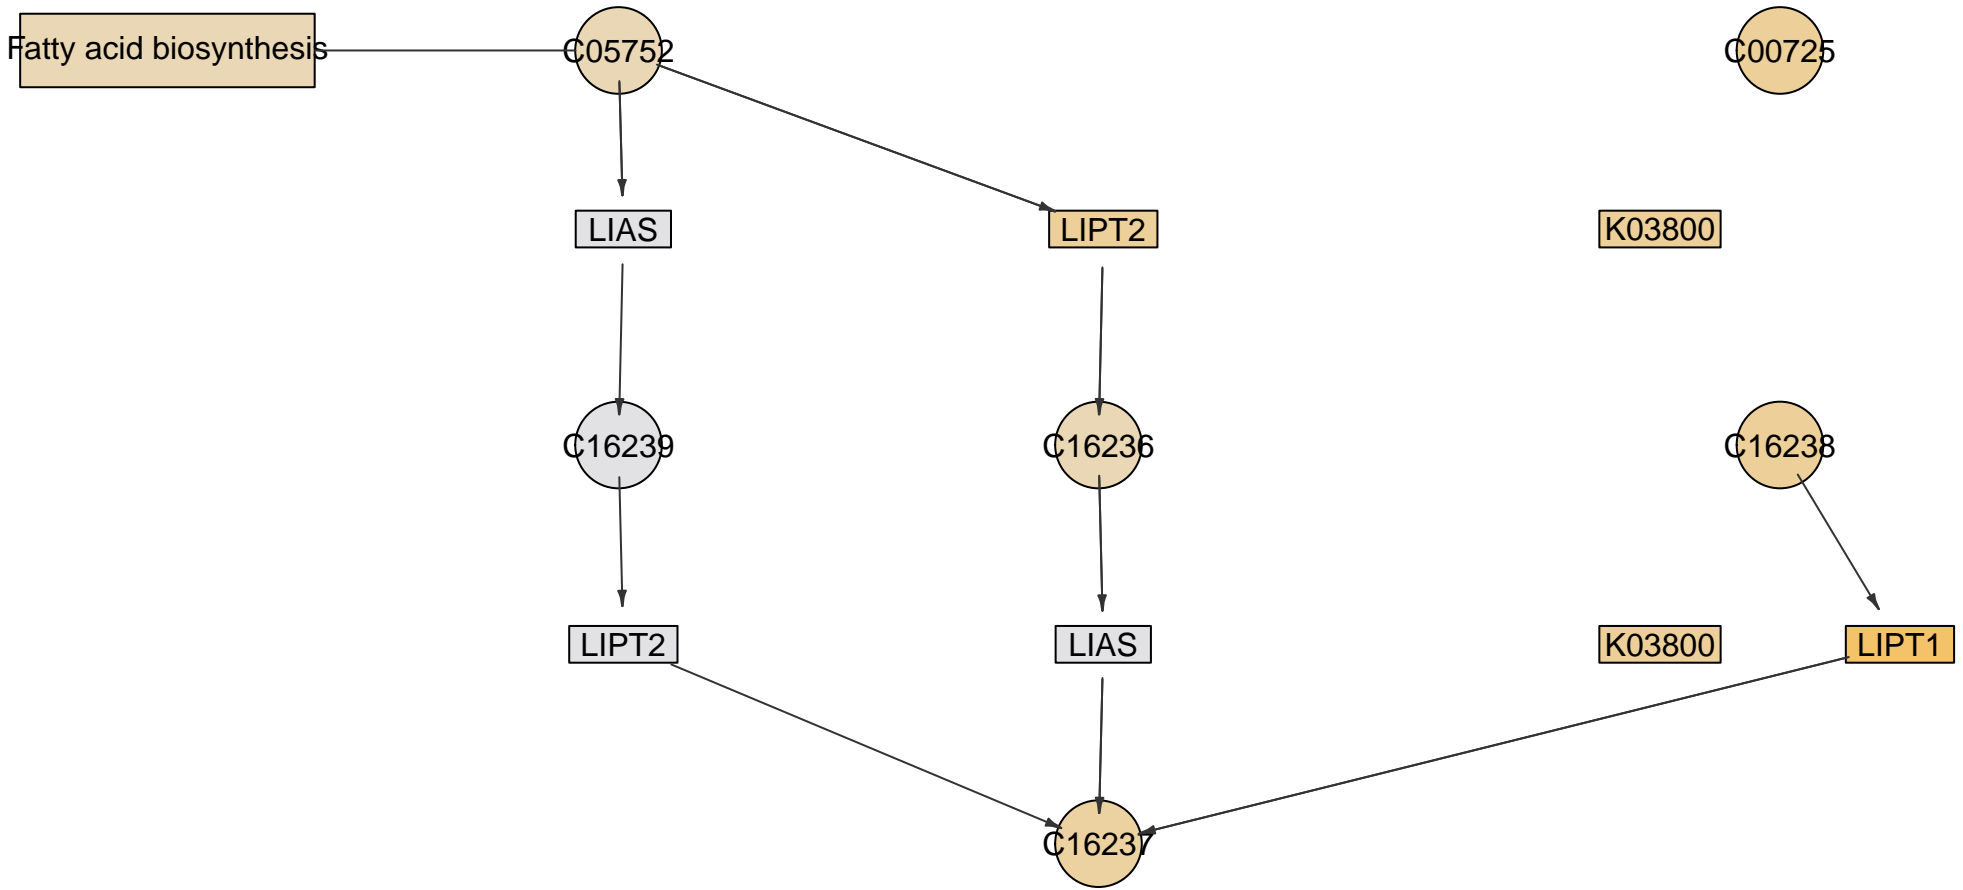 Fatty acid biosynthesis
C05752
C00725
LIAS
LIPT2
K03800
C16239
C16236
C16238
LIPT2
LIAS
K03800
LIPT1
C16237